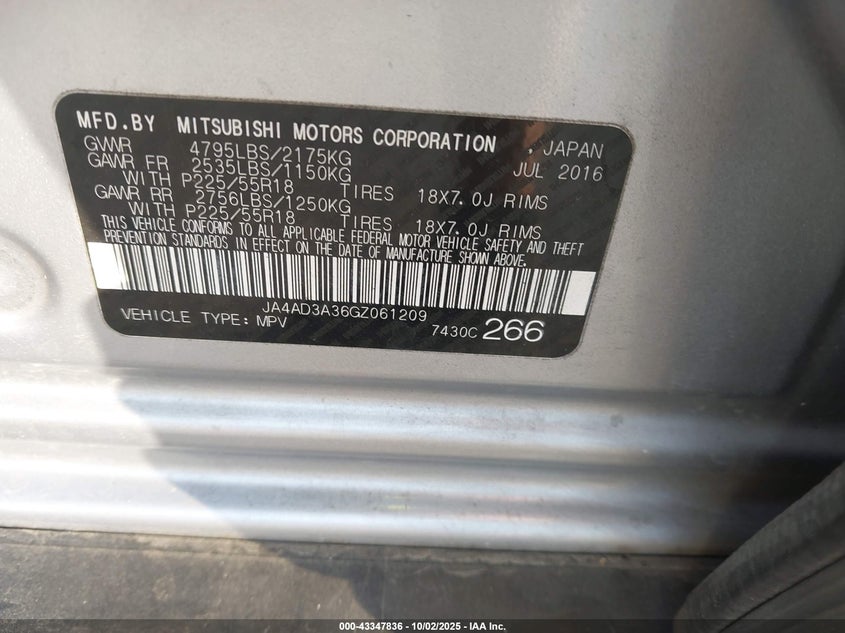 MFD.BY MITSUBISHI MOTORS CORPORATION , JAPAN
GVWR 4795LBS/2175KG JUL 2016
GAWR FR 2535LBS/1150KG
WITH P225/55R18 TIRES 18X7.0J RIMS
GAWR RR 2756LBS/1250KG
WITH P225/55R18 TIRES 18X7.0J RIMS
THIS VEHICLE CONFORMS TO ALL APPLICABLE FEDERAL MOTOR VEHICLE SAFETY AND THEFT
PREVENTION STANDARDS IN EFFECT ON THE DATE OF MANUFACTURE SHOWN ABOVE.
JA4AD3A36GZ061209
VEHICLE TYPE: MPV 7430C 266
000-43347836 - 10/02/2025 - IAA Inc.